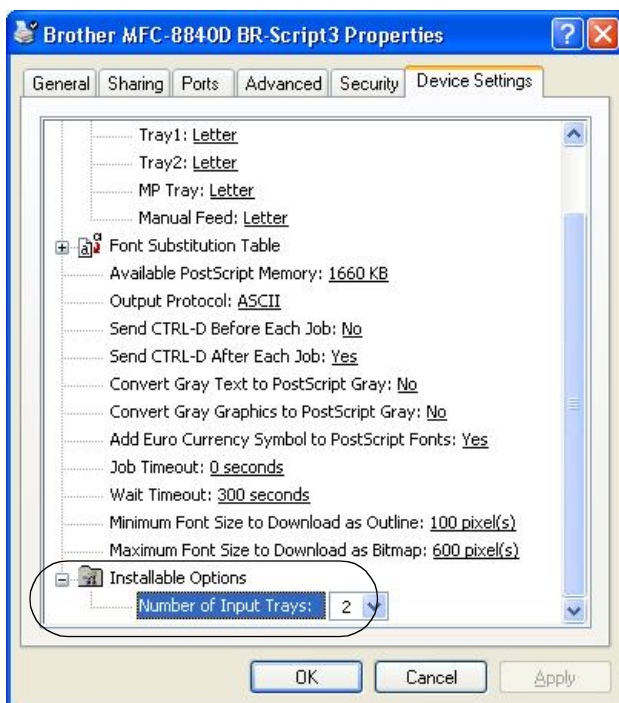 Brother MFC-8840D BR-Script3 Properties
General Sharing Ports Advanced Security Device Settings
Tray1: Letter
Tray2: Letter
MP Tray: Letter
Manual Feed: Letter
Font Substitution Table
Available PostScript Memory: 1660 KB
Output Protocol: ASCII
Send CTRL-D Before Each Job: No
Send CTRL-D After Each Job: Yes
Convert Gray Text to PostScript Gray: No
Convert Gray Graphics to PostScript Gray: No
Add Euro Currency Symbol to PostScript Fonts: Yes
Job Timeout: 0 seconds
Wait Timeout: 300 seconds
Minimum Font Size to Download as Outline: 100 pixel(s)
Maximum Font Size to Download as Bitmap: 600 pixel(s)
Installable Options
Number of Input Trays: 2
OK Cancel Apply